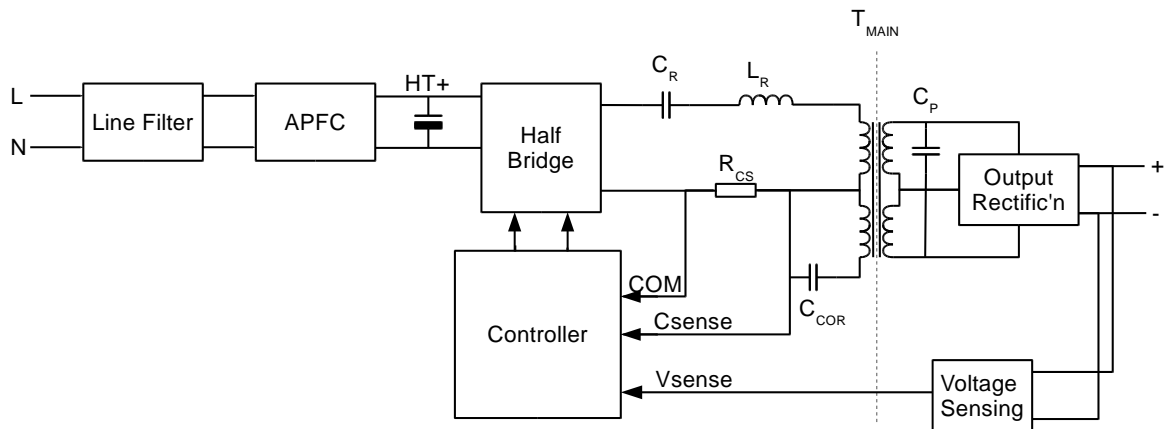 T_MAIN
C_R
L_R
HT+
C_P
L
Line Filter
APFC
N
Half
Bridge
R_CS
Output
Rectific'n
+
-
COM
Csense
C_COR
Controller
Vsense
Voltage
Sensing